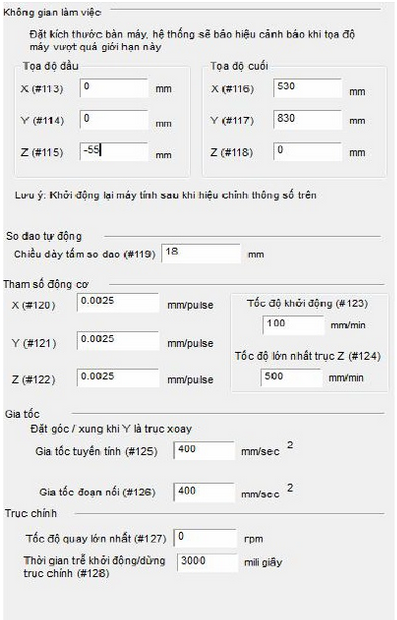 Không gian làm việc
Đặt kích thước bàn máy, hệ thống sẽ báo hiệu cảnh báo khi tọa độ
máy vượt quá giới hạn này
Tọa độ đầu
X (#113) 0 mm
Y (#114) 0 mm
Z (#115) -55 mm
Tọa độ cuối
X (#116) 530 mm
Y (#117) 830 mm
Z (#118) 0 mm
Lưu ý: Khởi động lại máy tính sau khi hiệu chỉnh thông số trên
So dao tự động
Chiều dày tấm so dao (#119) 18 mm
Tham số động cơ
X (#120) 0.0025 mm/pulse
Y (#121) 0.0025 mm/pulse
Z (#122) 0.0025 mm/pulse
Tốc độ khởi động (#123)
100 mm/min
Tốc độ lớn nhất trục Z (#124)
500 mm/min
Gia tốc
Đặt góc / xung khi Y là trục xoay
Gia tốc tuyến tính (#125) 400 mm/sec 2
Gia tốc đoạn nối (#126) 400 mm/sec 2
Trục chính
Tốc độ quay lớn nhất (#127) 0 rpm
Thời gian trễ khởi động/dừng 3000 mili giây
trục chính (#128)